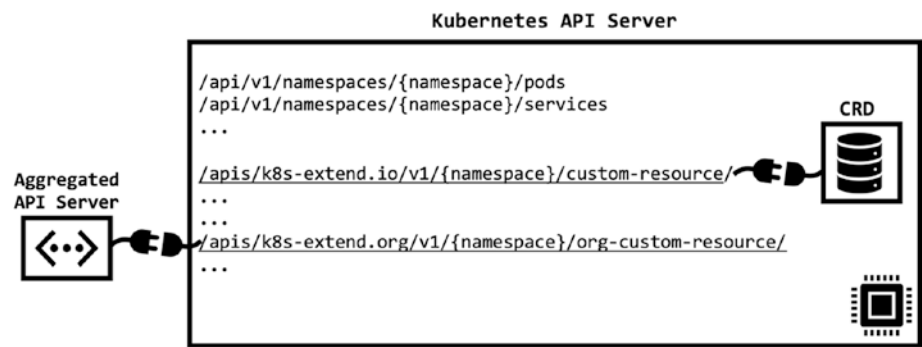 Kubernetes API Server
/api/v1/namespaces/{namespace}/pods
/api/v1/namespaces/{namespace}/services
...
CRD
/apis/k8s-extend.io/v1/{namespace}/custom-resource/
...
...
Aggregated
API Server
/apis/k8s-extend.org/v1/{namespace}/org-custom-resource/
...